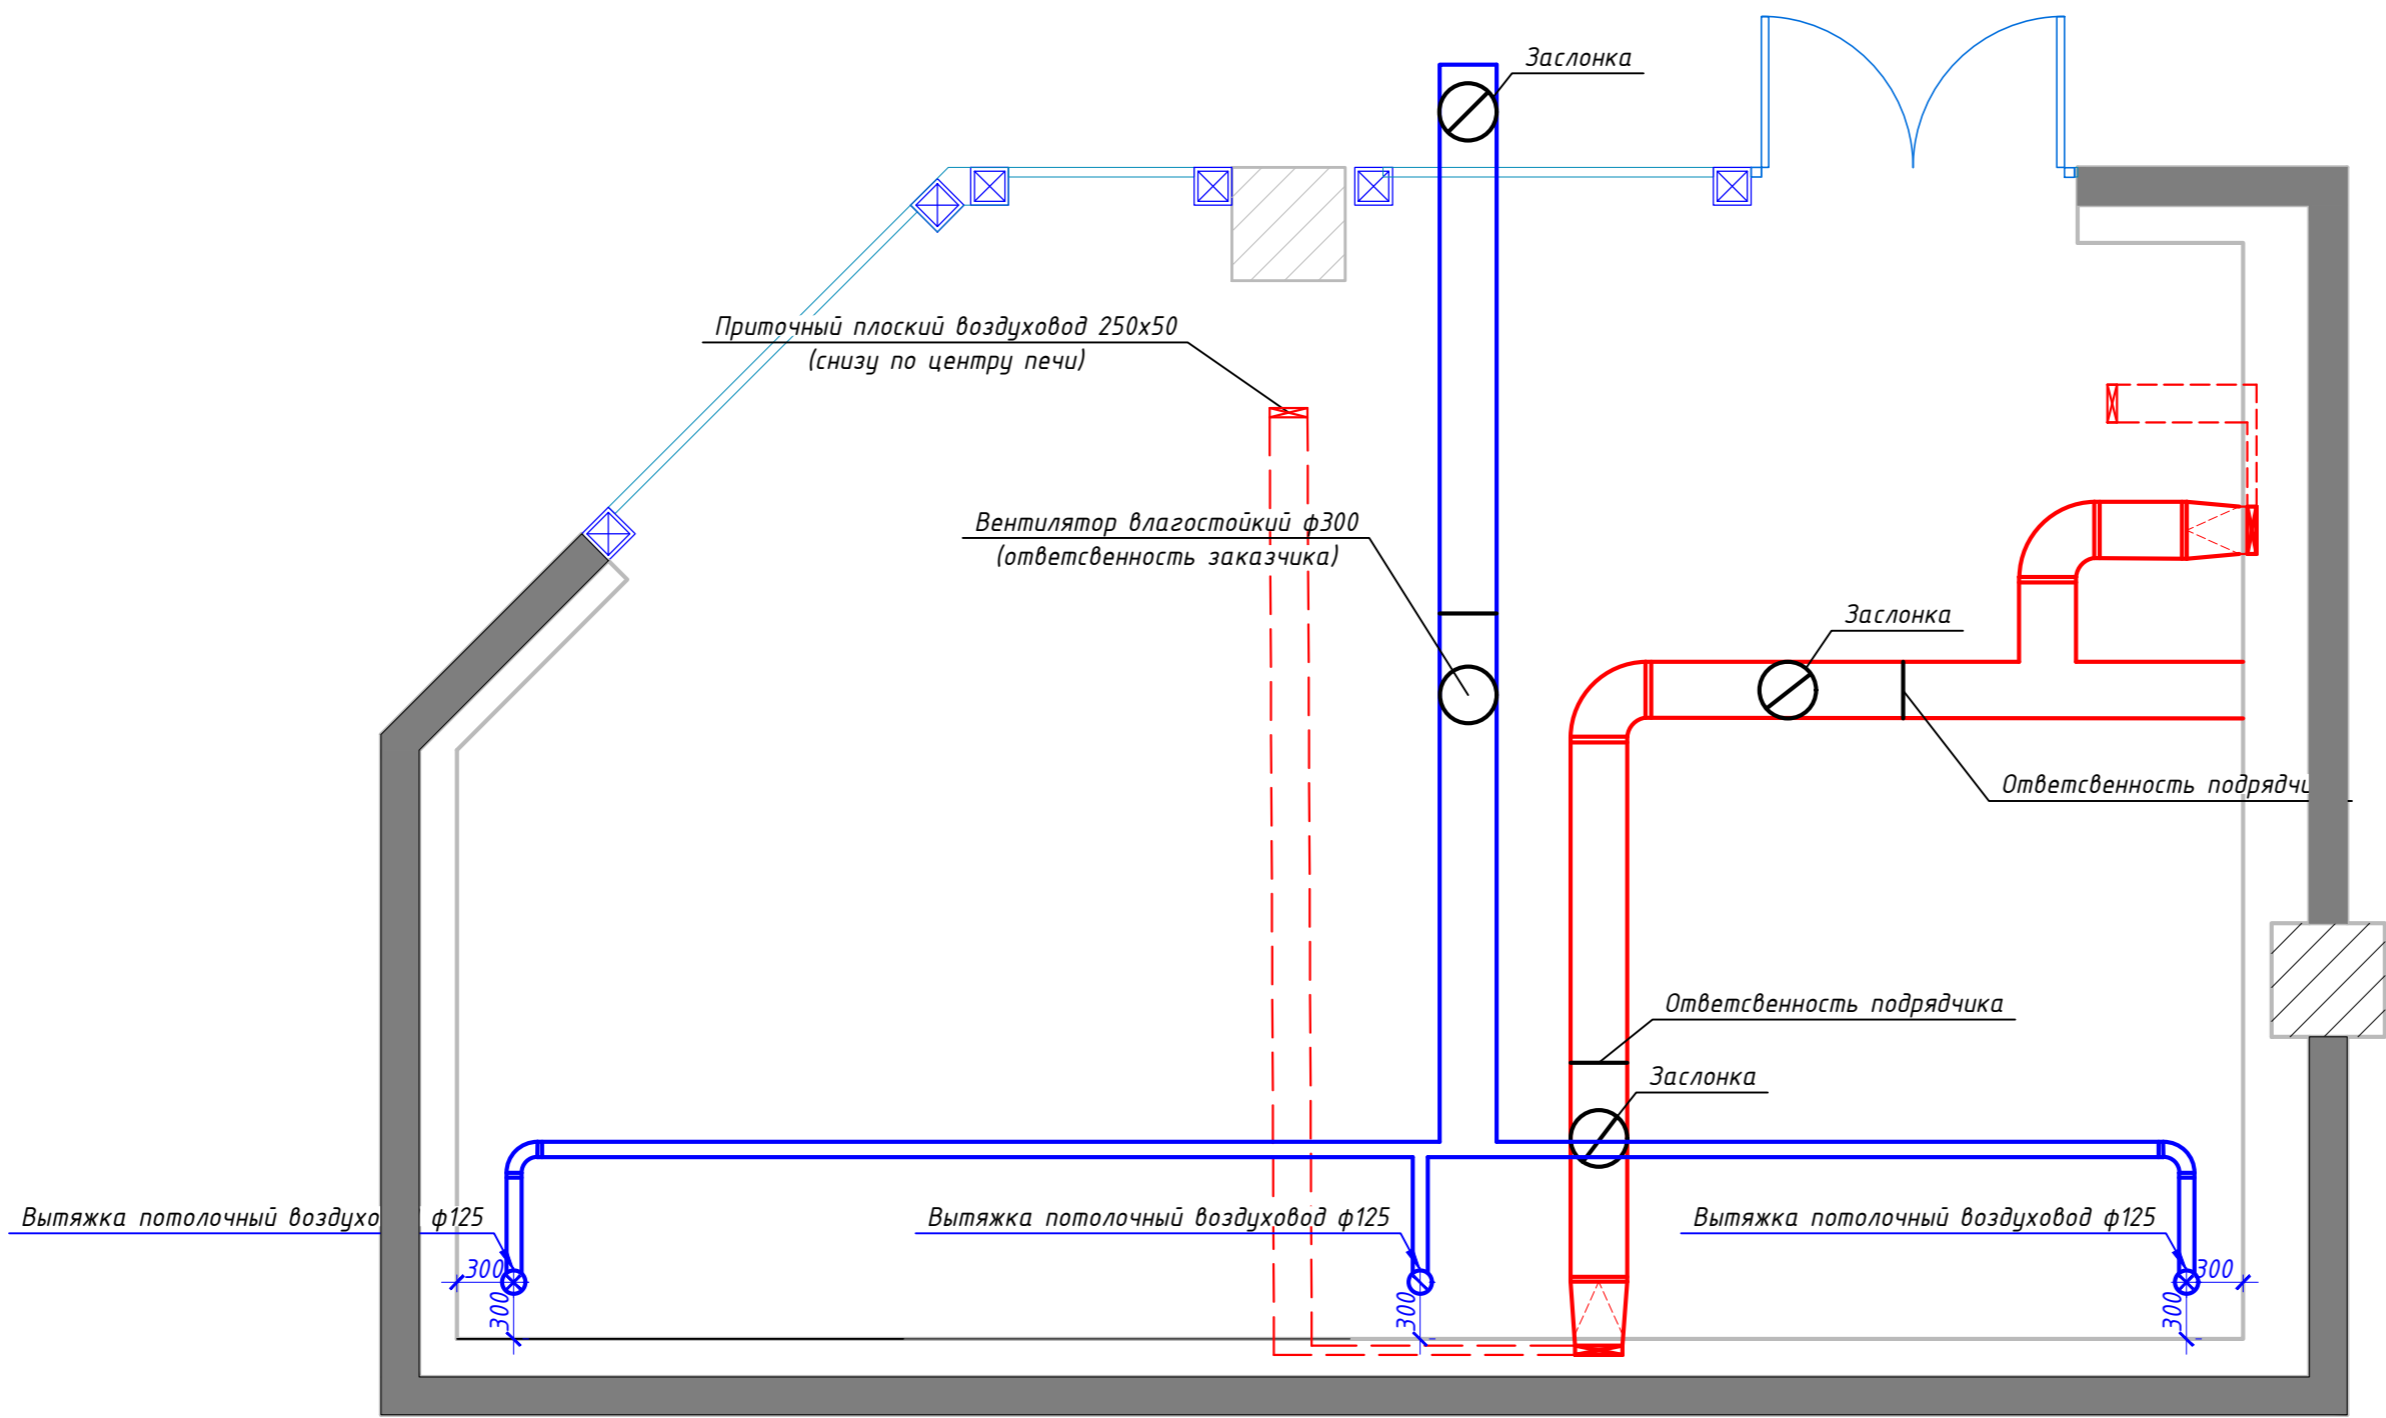 Заслонка
Приточный плоский воздуховод 250х50
(снизу по центру печи)
Вентилятор влагостойкий ф300
(ответсвенность заказчика)
Заслонка
Ответсвенность подрядчи
Ответсвенность подрядчика
Заслонка
Вытяжка потолочный воздухо ф125
Вытяжка потолочный воздуховод ф125
Вытяжка потолочный воздуховод ф125
300
300
300
300
300